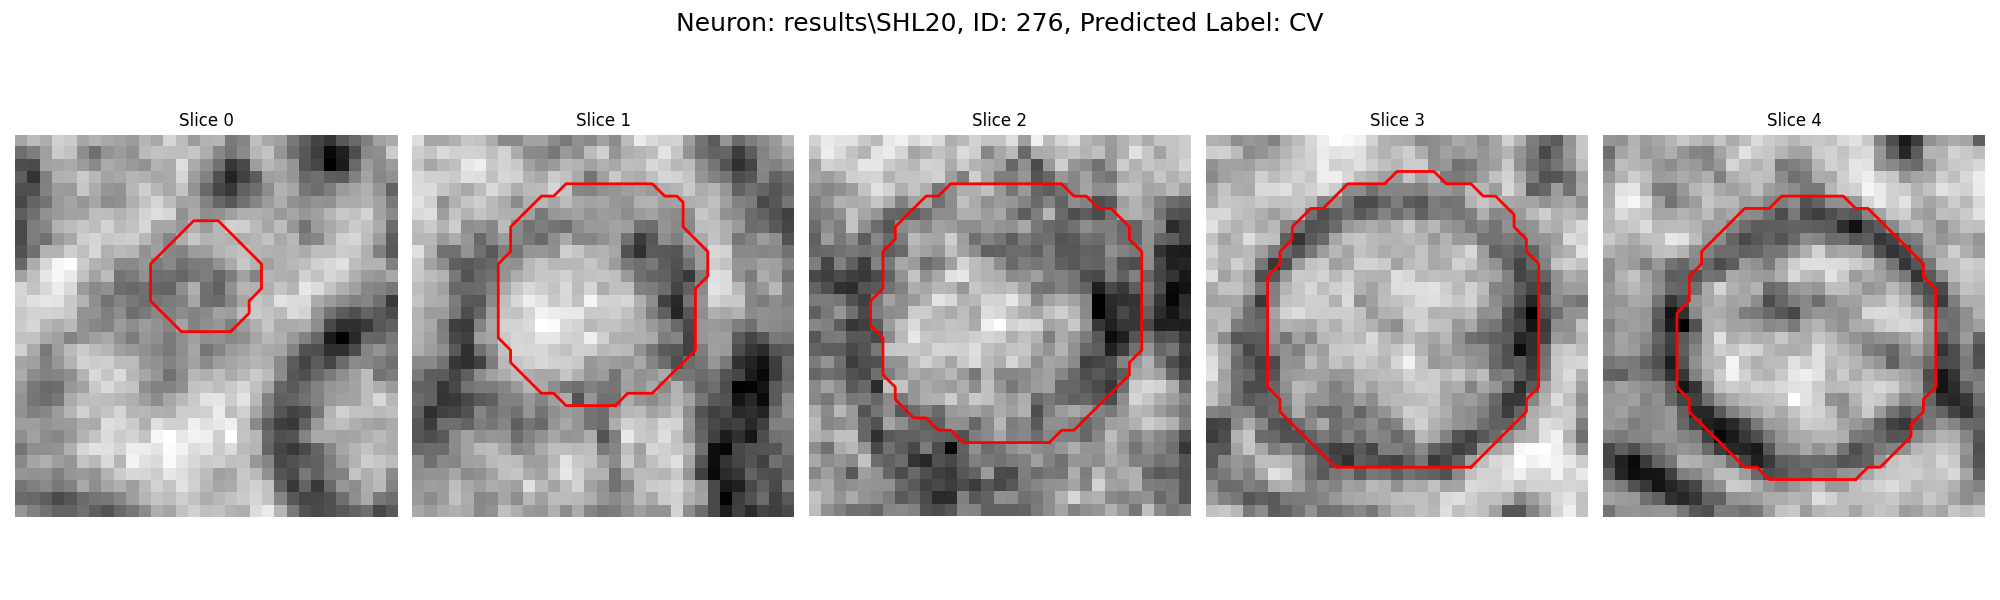 Neuron: results\SHL20, ID: 276, Predicted Label: CV
Slice 0
Slice 1
Slice 2
Slice 3
Slice 4